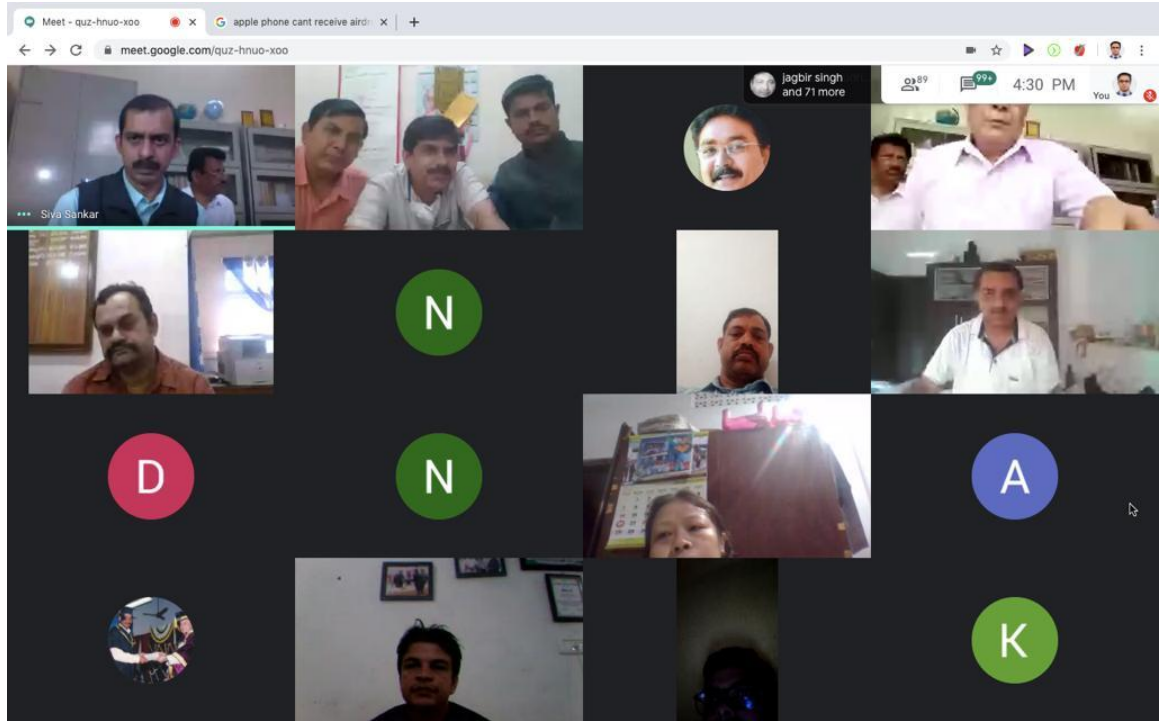 Meet - quz-hnuo-xoo
apple phone cant receive airdr
meet.google.com/quz-hnuo-xoo
jagbir singh
and 71 more
89
99+
4:30 PM
You
Siva Sankar
N
D
N
A
K